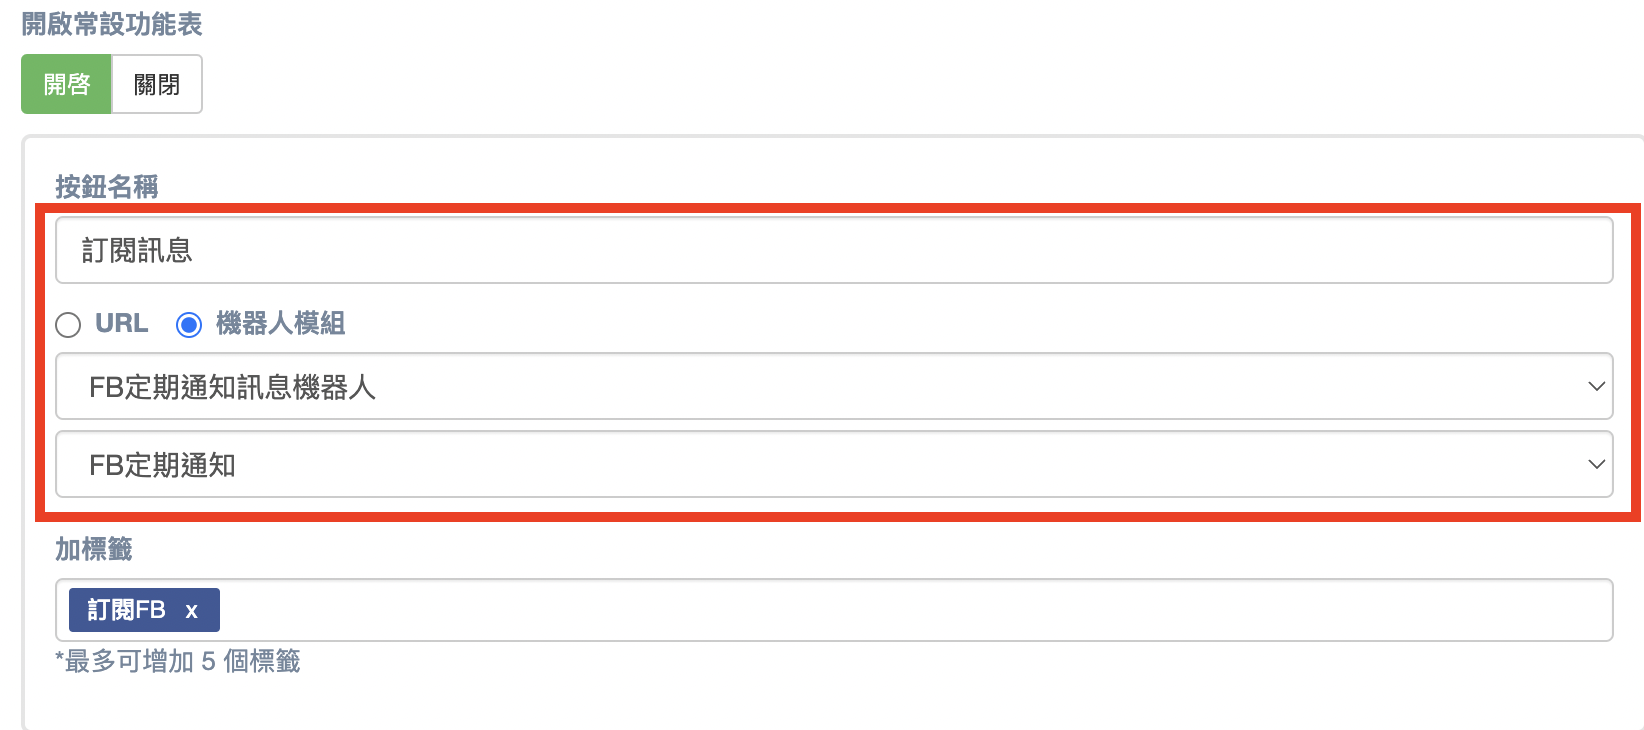 開啟常設功能表
開啓 關閉
按鈕名稱
訂閱訊息
URL 機器人模組
FB定期通知訊息機器人
FB定期通知
加標籤
訂閱FB x
*最多可增加 5 個標籤